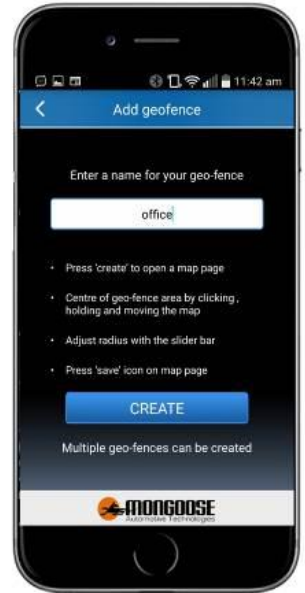 11:42 am
Add geofence
Enter a name for your geo-fence
office
• Press 'create' to open a map page
• Centre of geo-fence area by clicking,
holding and moving the map
• Adjust radius with the slider bar
• Press 'save' icon on map page
CREATE
Multiple geo-fences can be created
MONGOOSE
Automotive Technologies